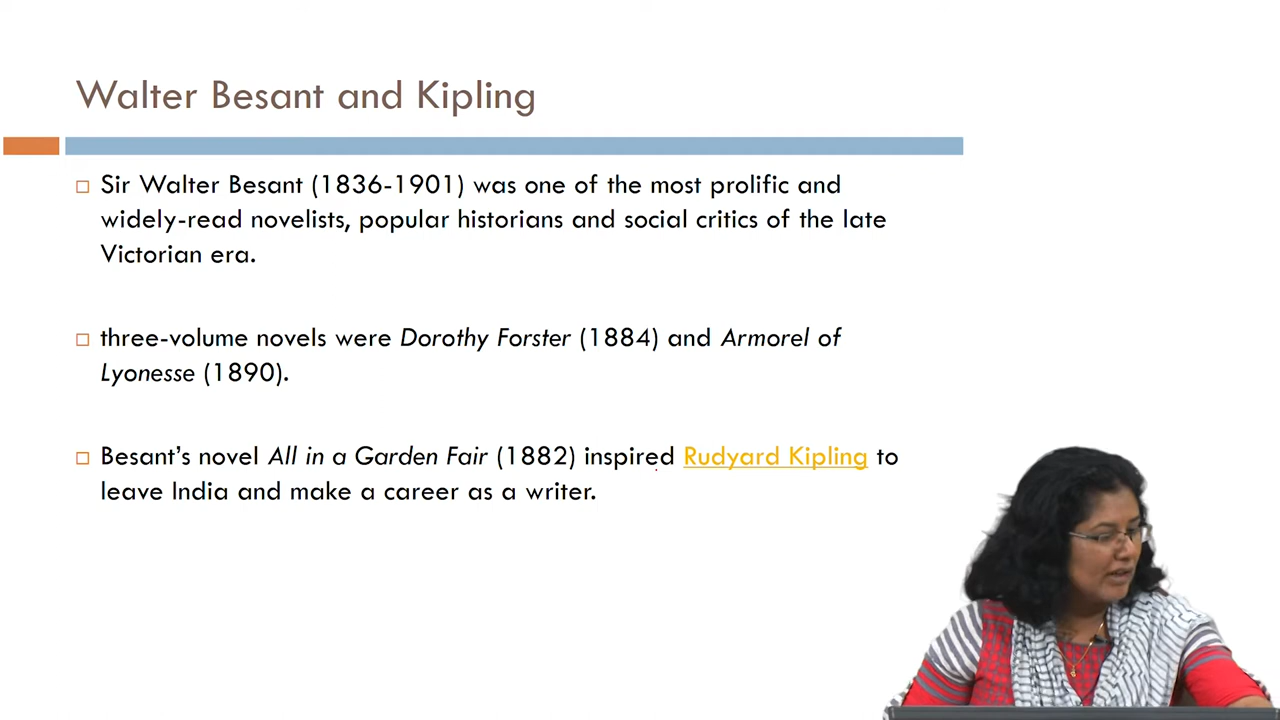 Walter Besant and Kipling
Sir Walter Besant (1836-1901) was one of the most prolific and
widely-read novelists, popular historians and social critics of the late
Victorian era.
three-volume novels were Dorothy Forster (1884) and Armorel of
Lyonesse (1890).
Besant's novel All in a Garden Fair (1882) inspired Rudyard Kipling to
leave India and make a career as a writer.